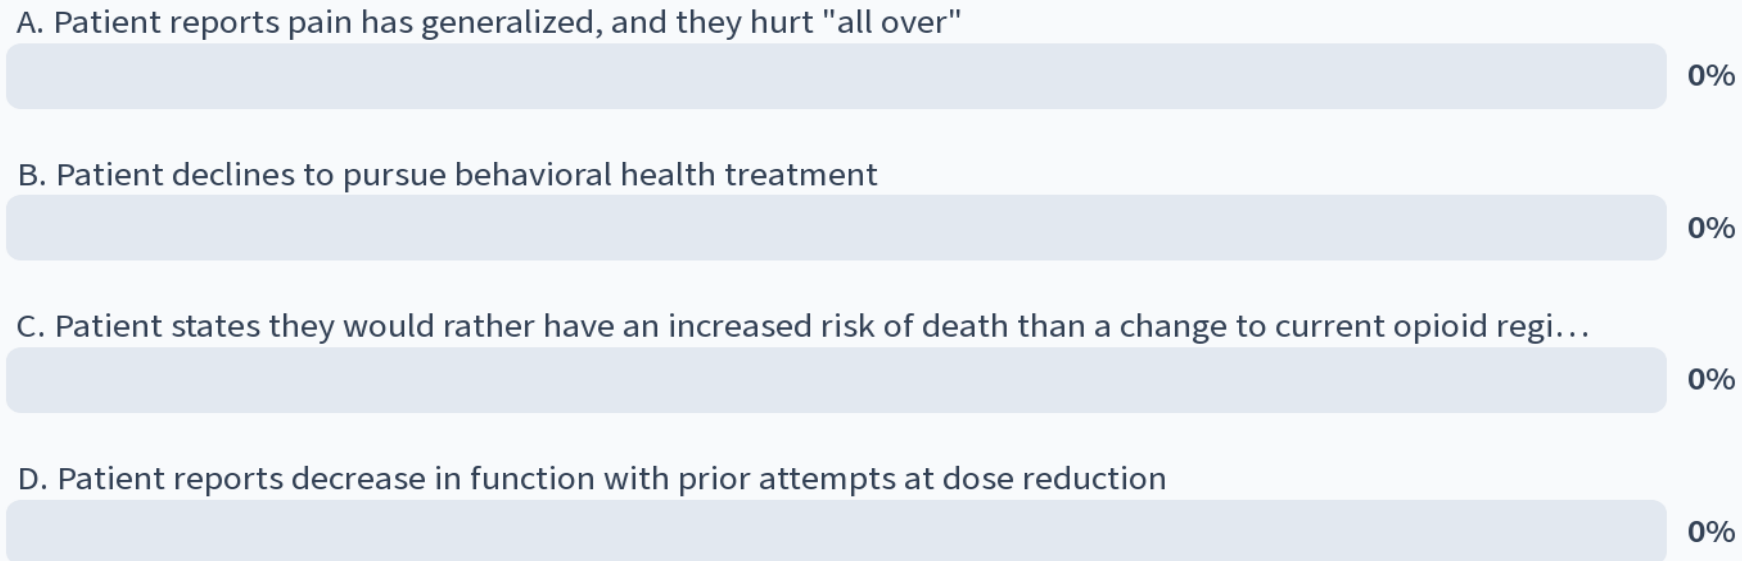 A. Patient reports pain has generalized, and they hurt "all over"
0%
B. Patient declines to pursue behavioral health treatment
0%
C. Patient states they would rather have an increased risk of death than a change to current opioid regi...
0%
D. Patient reports decrease in function with prior attempts at dose reduction
0%